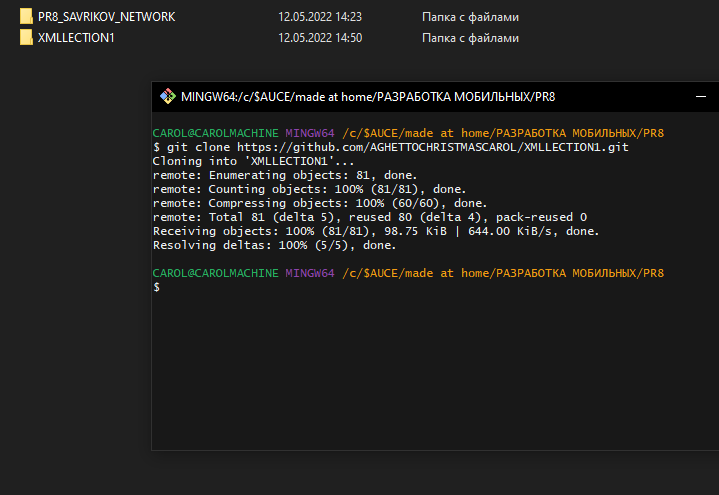 PR8_SAVRIKOV_NETWORK 12.05.2022 14:23 Папка с файлами
XMLLECTION1 12.05.2022 14:50 Папка с файлами
MINGW64:/c/$AUCE/made at home/РАЗРАБОТКА МОБИЛЬНЫХ/PR8
CAROL@CAROLMACHINE MINGW64 /c/$AUCE/made at home/РАЗРАБОТКА МОБИЛЬНЫХ/PR8
$ git clone https://github.com/AGHETTOCHRISTMASCAROL/XMLLECTION1.git
Cloning into 'XMLLECTION1'...
remote: Enumerating objects: 81, done.
remote: Counting objects: 100% (81/81), done.
remote: Compressing objects: 100% (60/60), done.
remote: Total 81 (delta 5), reused 80 (delta 4), pack-reused 0
Receiving objects: 100% (81/81), 98.75 KiB | 644.00 KiB/s, done.
Resolving deltas: 100% (5/5), done.
CAROL@CAROLMACHINE MINGW64 /c/$AUCE/made at home/РАЗРАБОТКА МОБИЛЬНЫХ/PR8
$